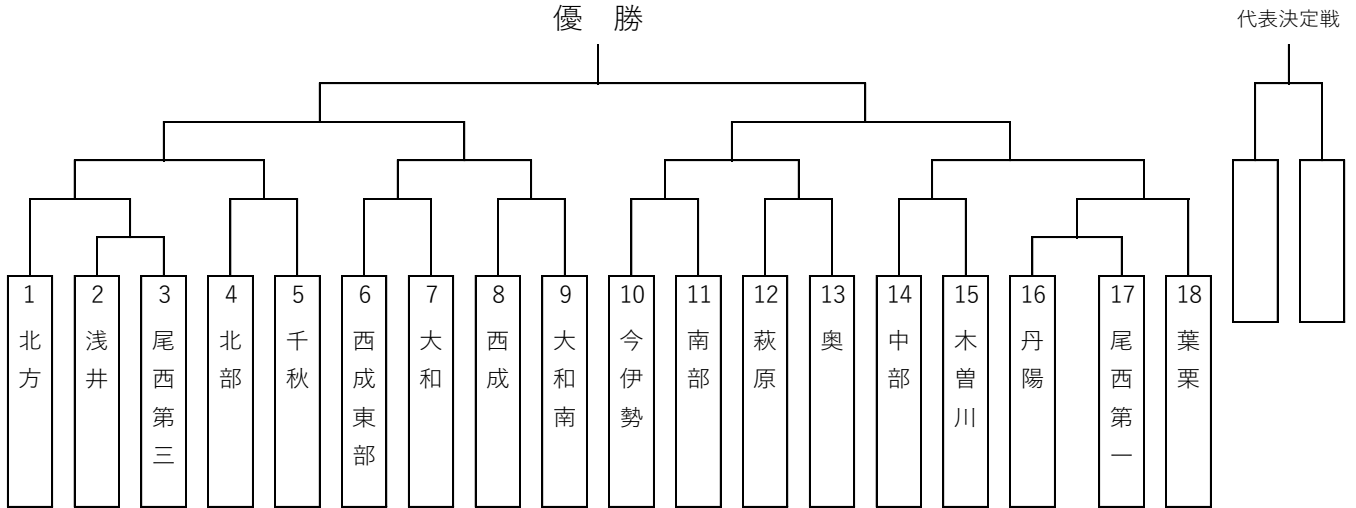 優　勝
代表決定戦
1 北方
2 浅井
3 尾西第三
4 北部
5 千秋
6 西成東部
7 大和
8 西成
9 大和南
10 今伊勢
11 南部
12 萩原
13 奥
14 中部
15 木曽川
16 丹陽
17 尾西第一
18 葉栗